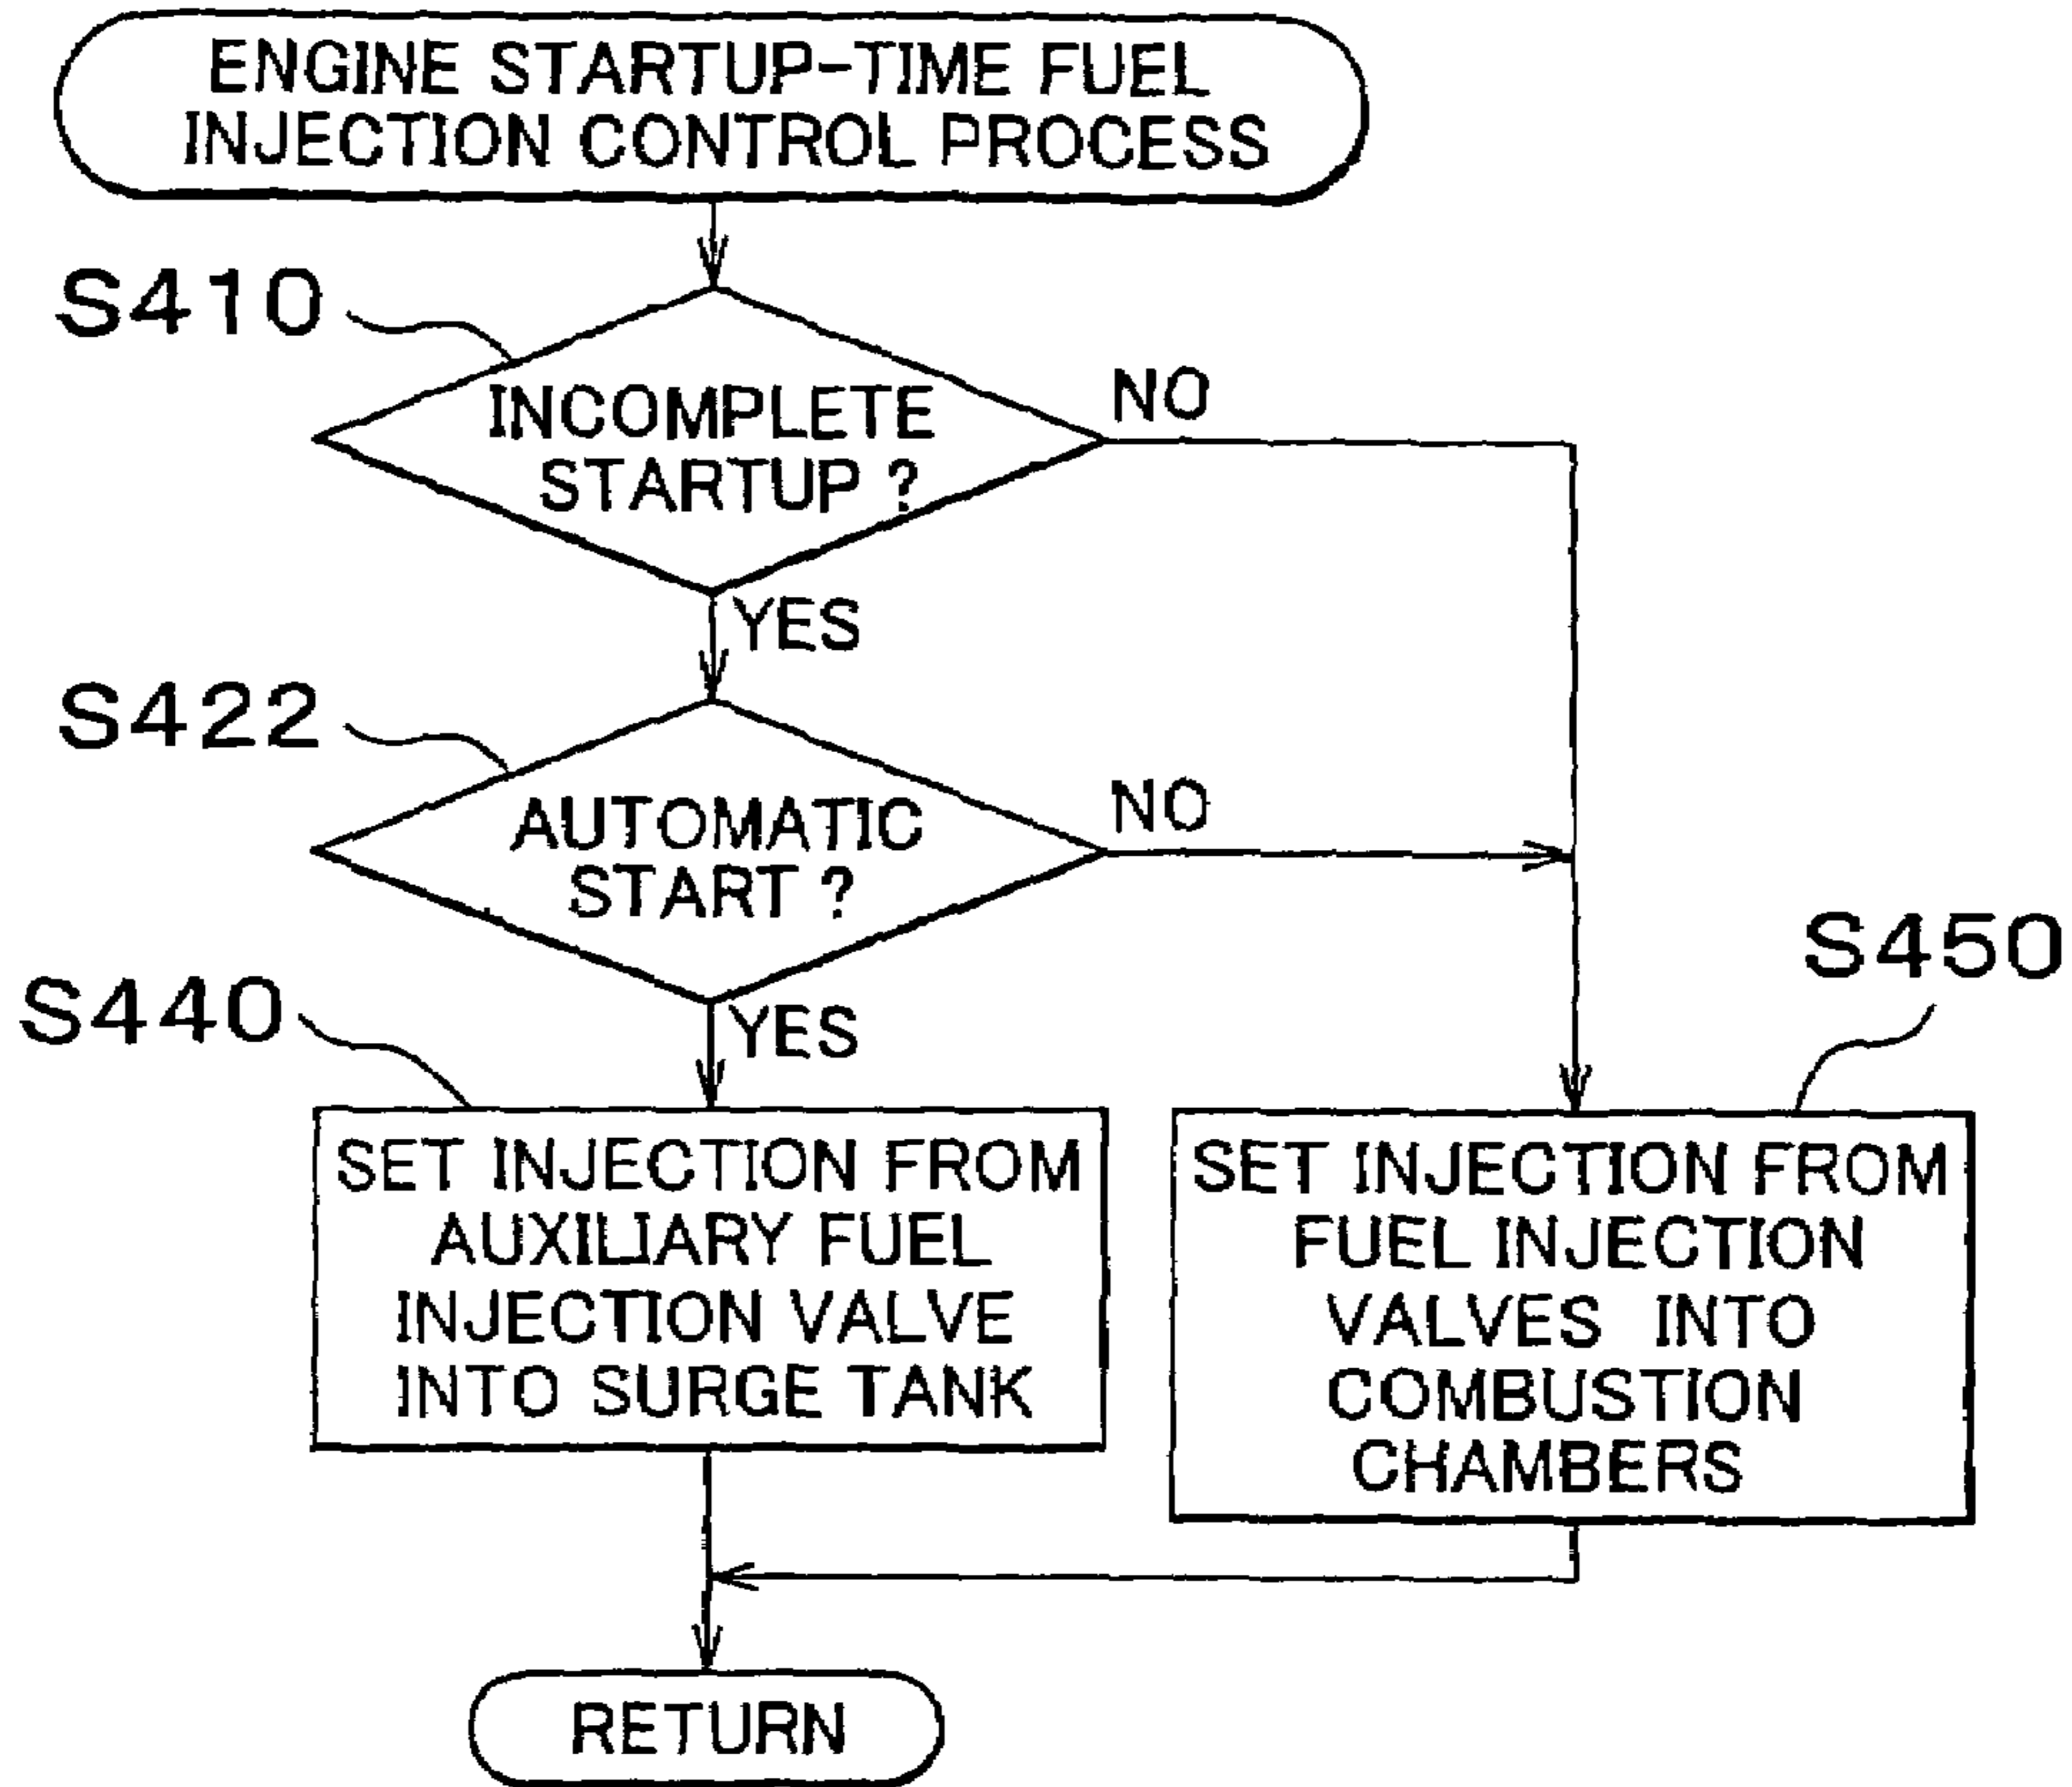 ENGINE STARTUP-TIME FUEL
INJECTION CONTROL PROCESS
S410
INCOMPLETE
STARTUP ?
NO
YES
S422
AUTOMATIC
START ?
NO
YES
S440
SET INJECTION FROM
AUXILIARY FUEL
INJECTION VALVE
INTO SURGE TANK
S450
SET INJECTION FROM
FUEL INJECTION
VALVES INTO
COMBUSTION
CHAMBERS
RETURN